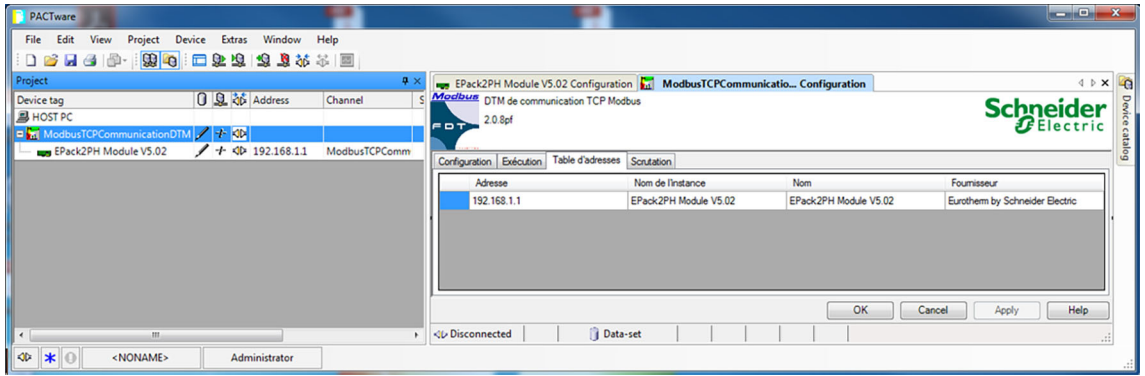 PACTware
File Edit View Project Device Extras Window Help
Project
Device tag Address Channel S
HOST PC
ModbusTCPCommunicationDTM
EPack2PH Module V5.02 192.168.1.1 ModbusTCPComm
EPack2PH Module V5.02 Configuration ModbusTCPCommunicatio... Configuration
Modbus
FDT
DTM de communication TCP Modbus
2.0.8pf
Schneider
Electric
Configuration Exécution Table d'adresses Scrutation
Adresse Nom de l'instance Nom Fournisseur
192.168.1.1 EPack2PH Module V5.02 EPack2PH Module V5.02 Eurotherm by Schneider Electric
OK Cancel Apply Help
Disconnected Data-set
Device catalog
<NONAME> Administrator